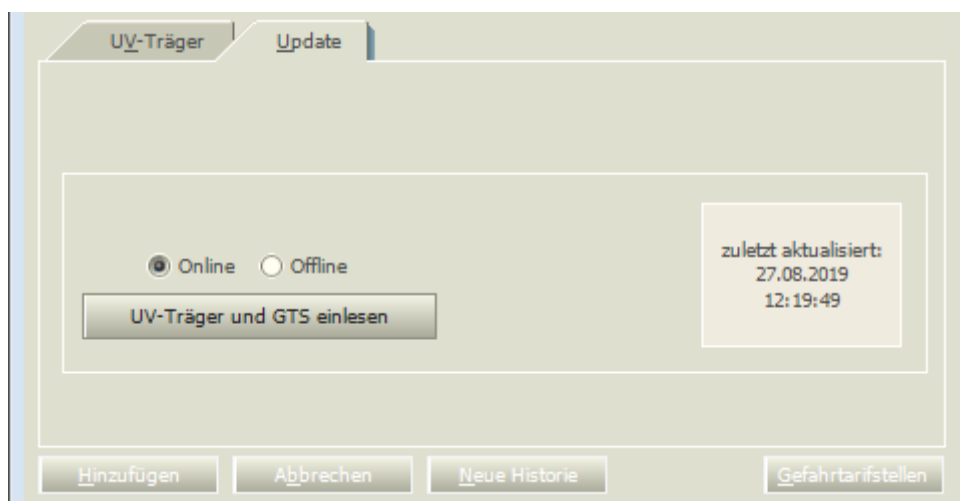 UV-Träger Update
zuletzt aktualisiert:
27.08.2019
12:19:49
Online Offline
UV-Träger und GTS einlesen
Hinzufügen Abbrechen Neue Historie Gefahrtarifstellen